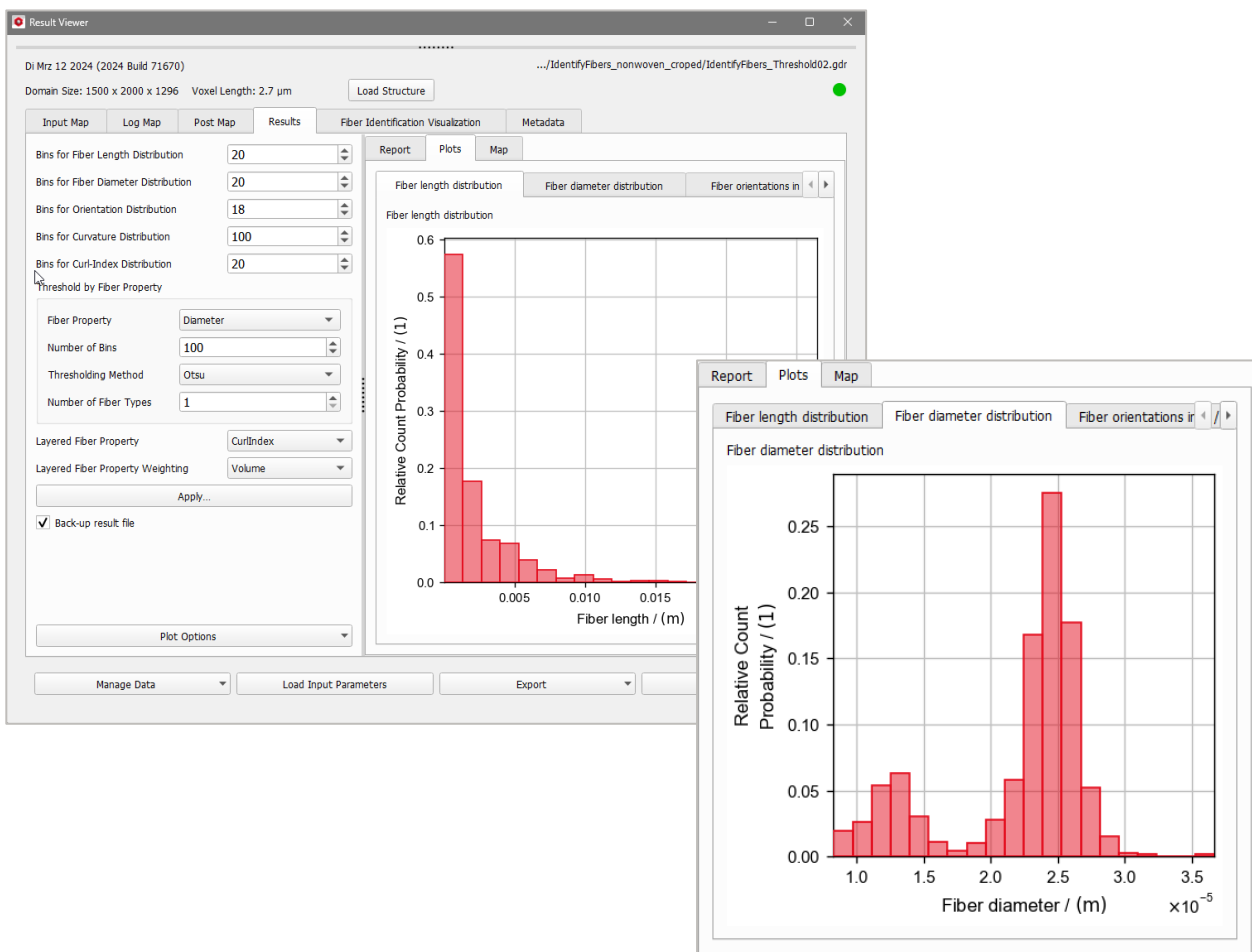 Result Viewer
Di Mrz 12 2024 (2024 Build 71670)
.../IdentifyFibers_nonwoven_croped/IdentifyFibers_Threshold02.gdr
Domain Size: 1500 x 2000 x 1296 Voxel Length: 2.7 µm
Load Structure
Input Map
Log Map
Post Map
Results
Fiber Identification Visualization
Metadata
Bins for Fiber Length Distribution 20
Bins for Fiber Diameter Distribution 20
Bins for Orientation Distribution 18
Bins for Curvature Distribution 100
Bins for Curl-Index Distribution 20
Threshold by Fiber Property
Fiber Property Diameter
Number of Bins 100
Thresholding Method Otsu
Number of Fiber Types 1
Layered Fiber Property CurlIndex
Layered Fiber Property Weighting Volume
Apply...
Back-up result file
Plot Options
Manage Data
Load Input Parameters
Export
Report
Plots
Map
Fiber length distribution
Fiber diameter distribution
Fiber orientations in
Fiber length distribution
0.6
0.5
0.4
0.3
0.2
0.1
0.0
Relative Count Probability / (1)
0.005
0.010
0.015
Fiber length / (m)
Report
Plots
Map
Fiber length distribution
Fiber diameter distribution
Fiber orientations in
/
Fiber diameter distribution
0.25
0.20
0.15
0.10
0.05
0.00
Relative Count
Probability / (1)
1.0
1.5
2.0
2.5
3.0
3.5
Fiber diameter / (m)
×10⁻⁵